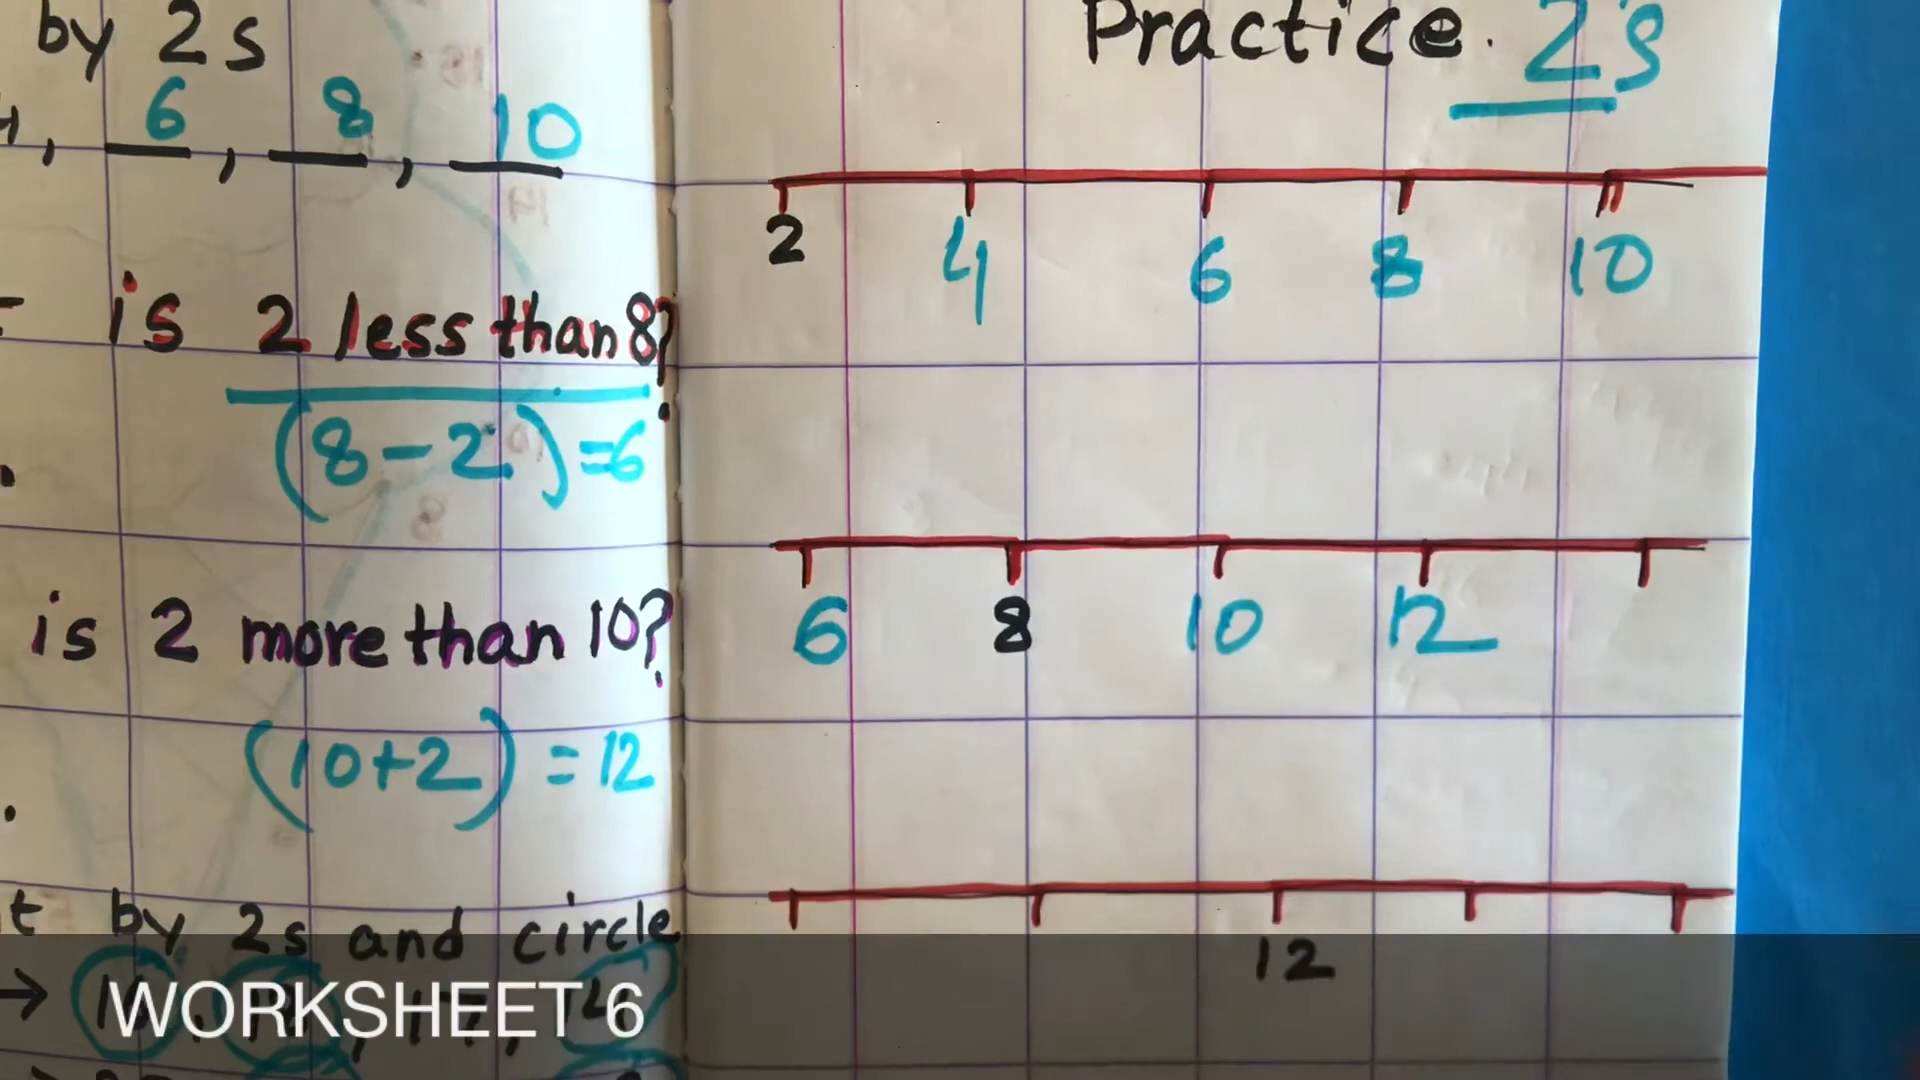 by 2s
, 6, 8, 10
is 2 less than 8?
(8-2)=6
is 2 more than 10?
(10+2)=12
by 2s and circle
Practice. 2s
2 4 6 8 10
6 8 10 12
12
WORKSHEET 6